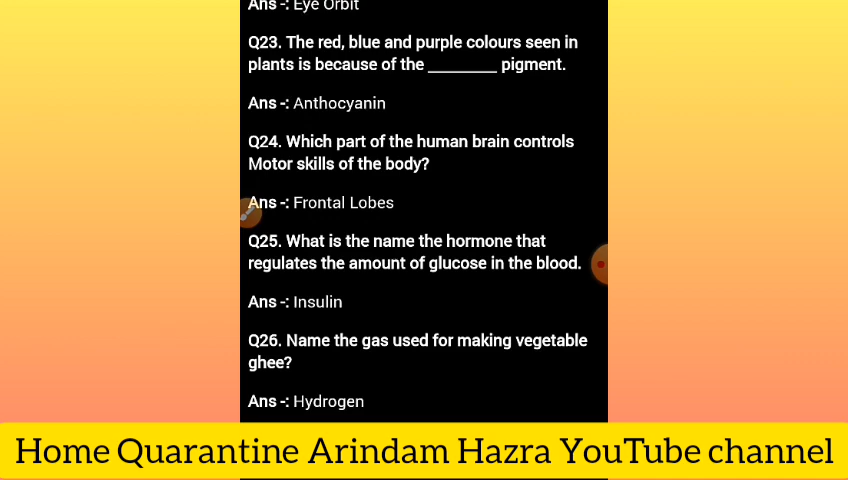 Ans -: Eye Orbit
Q23. The red, blue and purple colours seen in
plants is because of the ________ pigment.
Ans -: Anthocyanin
Q24. Which part of the human brain controls
Motor skills of the body?
Ans -: Frontal Lobes
Q25. What is the name the hormone that
regulates the amount of glucose in the blood.
Ans -: Insulin
Q26. Name the gas used for making vegetable
ghee?
Ans -: Hydrogen
Home Quarantine Arindam Hazra YouTube channel